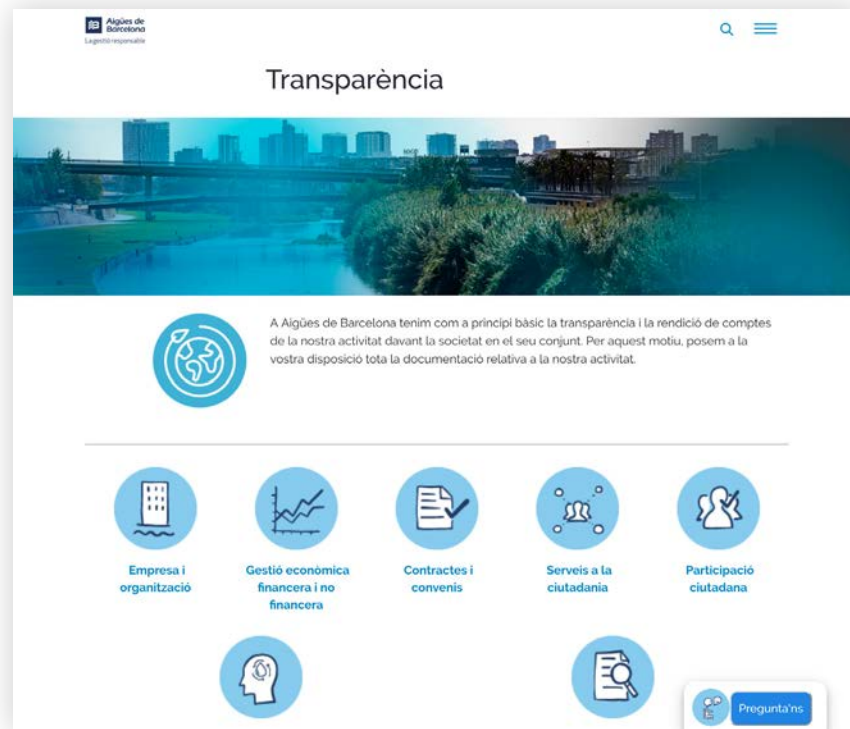 Aigües de
Barcelona
La gestió responsable
Transparència
A Aigües de Barcelona tenim com a principi bàsic la transparència i la rendició de comptes
de la nostra activitat davant la societat en el seu conjunt. Per aquest motiu, posem a la
vostra disposició tota la documentació relativa a la nostra activitat.
Empresa i
organització
Gestió econòmica
financera i no
financera
Contractes i
convenis
Serveis a la
ciutadania
Participació
ciutadana
Pregunta'ns